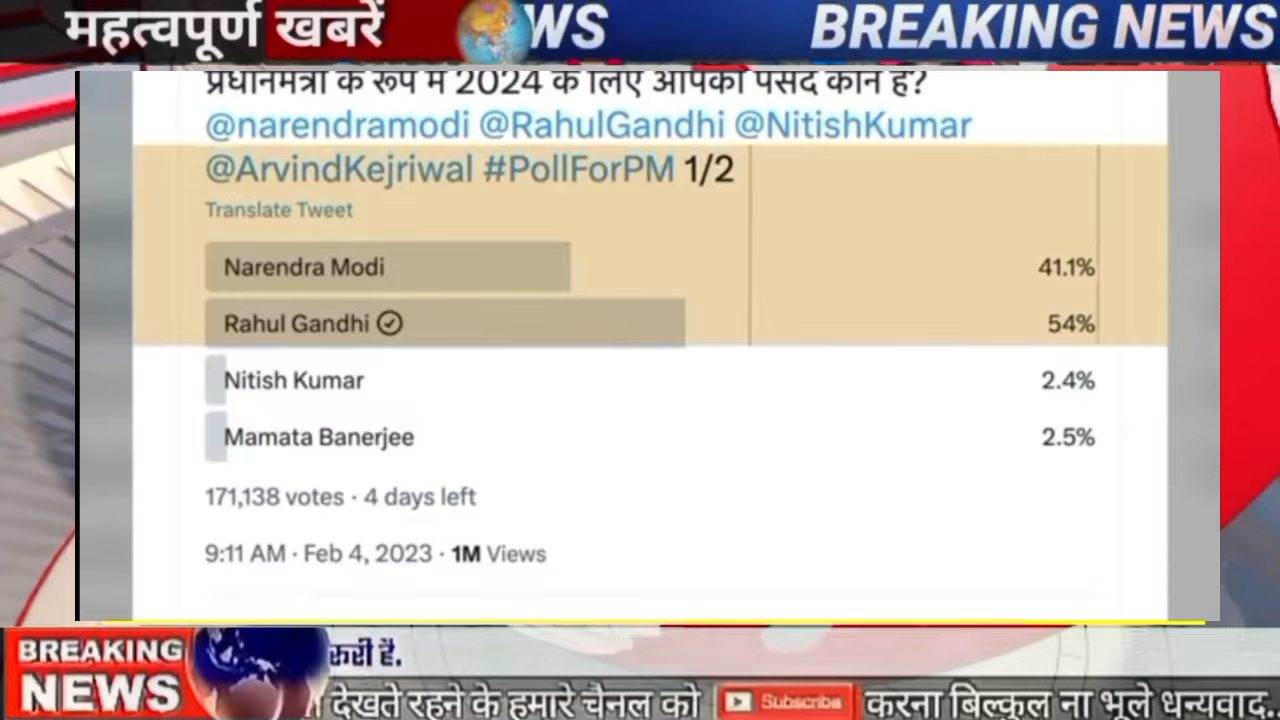 महत्वपूर्ण खबरें
WS
BREAKING NEWS
प्रधानमंत्री के रूप में 2024 के लिए आपकी पसंद कौन है?
@narendramodi @RahulGandhi @NitishKumar
@ArvindKejriwal #PollForPM 1/2
Translate Tweet
Narendra Modi 41.1%
Rahul Gandhi 54%
Nitish Kumar 2.4%
Mamata Banerjee 2.5%
171,138 votes · 4 days left
9:11 AM · Feb 4, 2023 · 1M Views
BREAKING
NEWS
रुरी है.
देखते रहने के हमारे चैनल को Subscribe करना बिल्कुल ना भूले धन्यवाद.